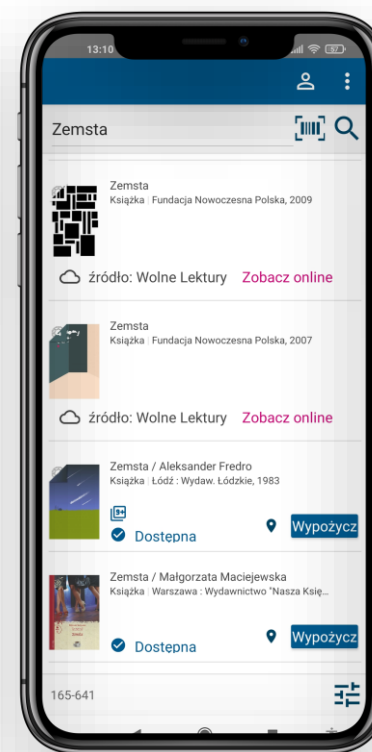 13:10
87
Zemsta
Zemsta
Książka | Fundacja Nowoczesna Polska, 2009
źródło: Wolne Lektury Zobacz online
Zemsta
Książka | Fundacja Nowoczesna Polska, 2007
źródło: Wolne Lektury Zobacz online
Zemsta / Aleksander Fredro
Książka | Łódź : Wydaw. Łódzkie, 1983
9+
Dostępna Wypożycz
Zemsta / Małgorzata Maciejewska
Książka | Warszawa : Wydawnictwo "Nasza Księ...
Dostępna Wypożycz
165-641